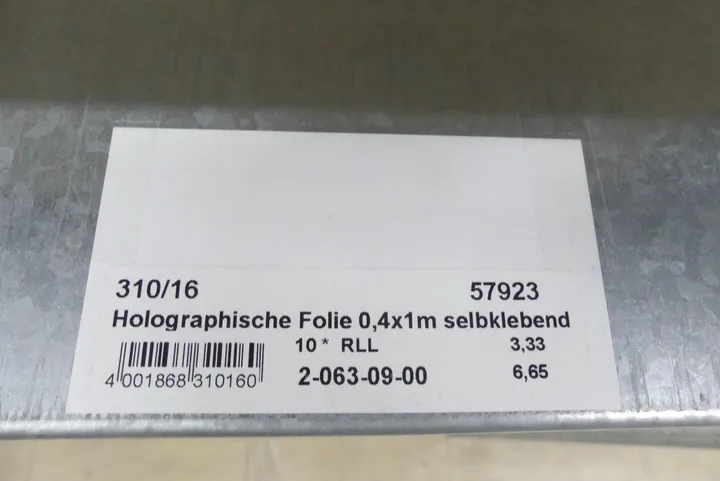 310/16 57923
Holographische Folie 0,4x1m selbklebend
10 * RLL 3,33
4 001868 310160 2-063-09-00 6,65